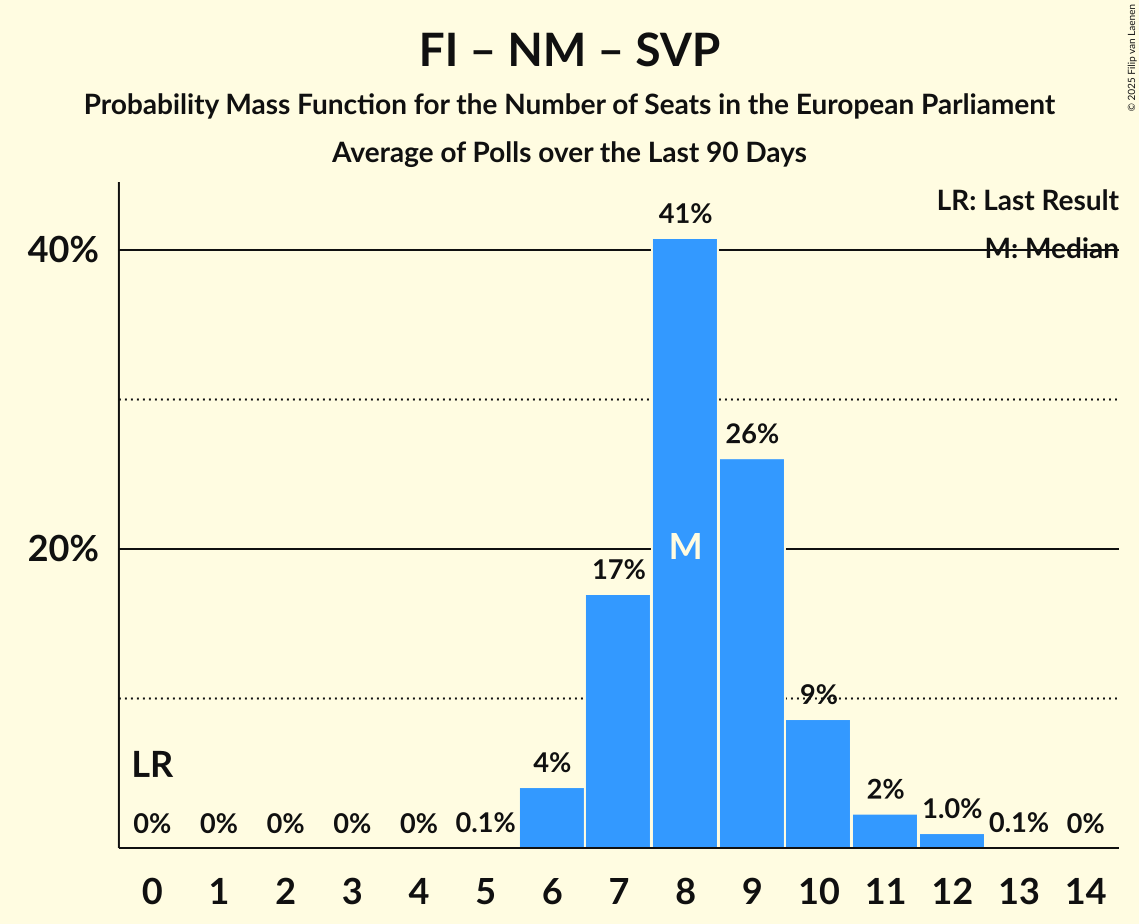 FI – NM – SVP
Probability Mass Function for the Number of Seats in the European Parliament
Average of Polls over the Last 90 Days
© 2025 Filip van Laenen
LR: Last Result
M: Median
40%
20%
41%
26%
17%
M
9%
4%
2%
LR
0% 0% 0% 0% 0% 0.1% 1.0% 0.1% 0%
0 1 2 3 4 5 6 7 8 9 10 11 12 13 14